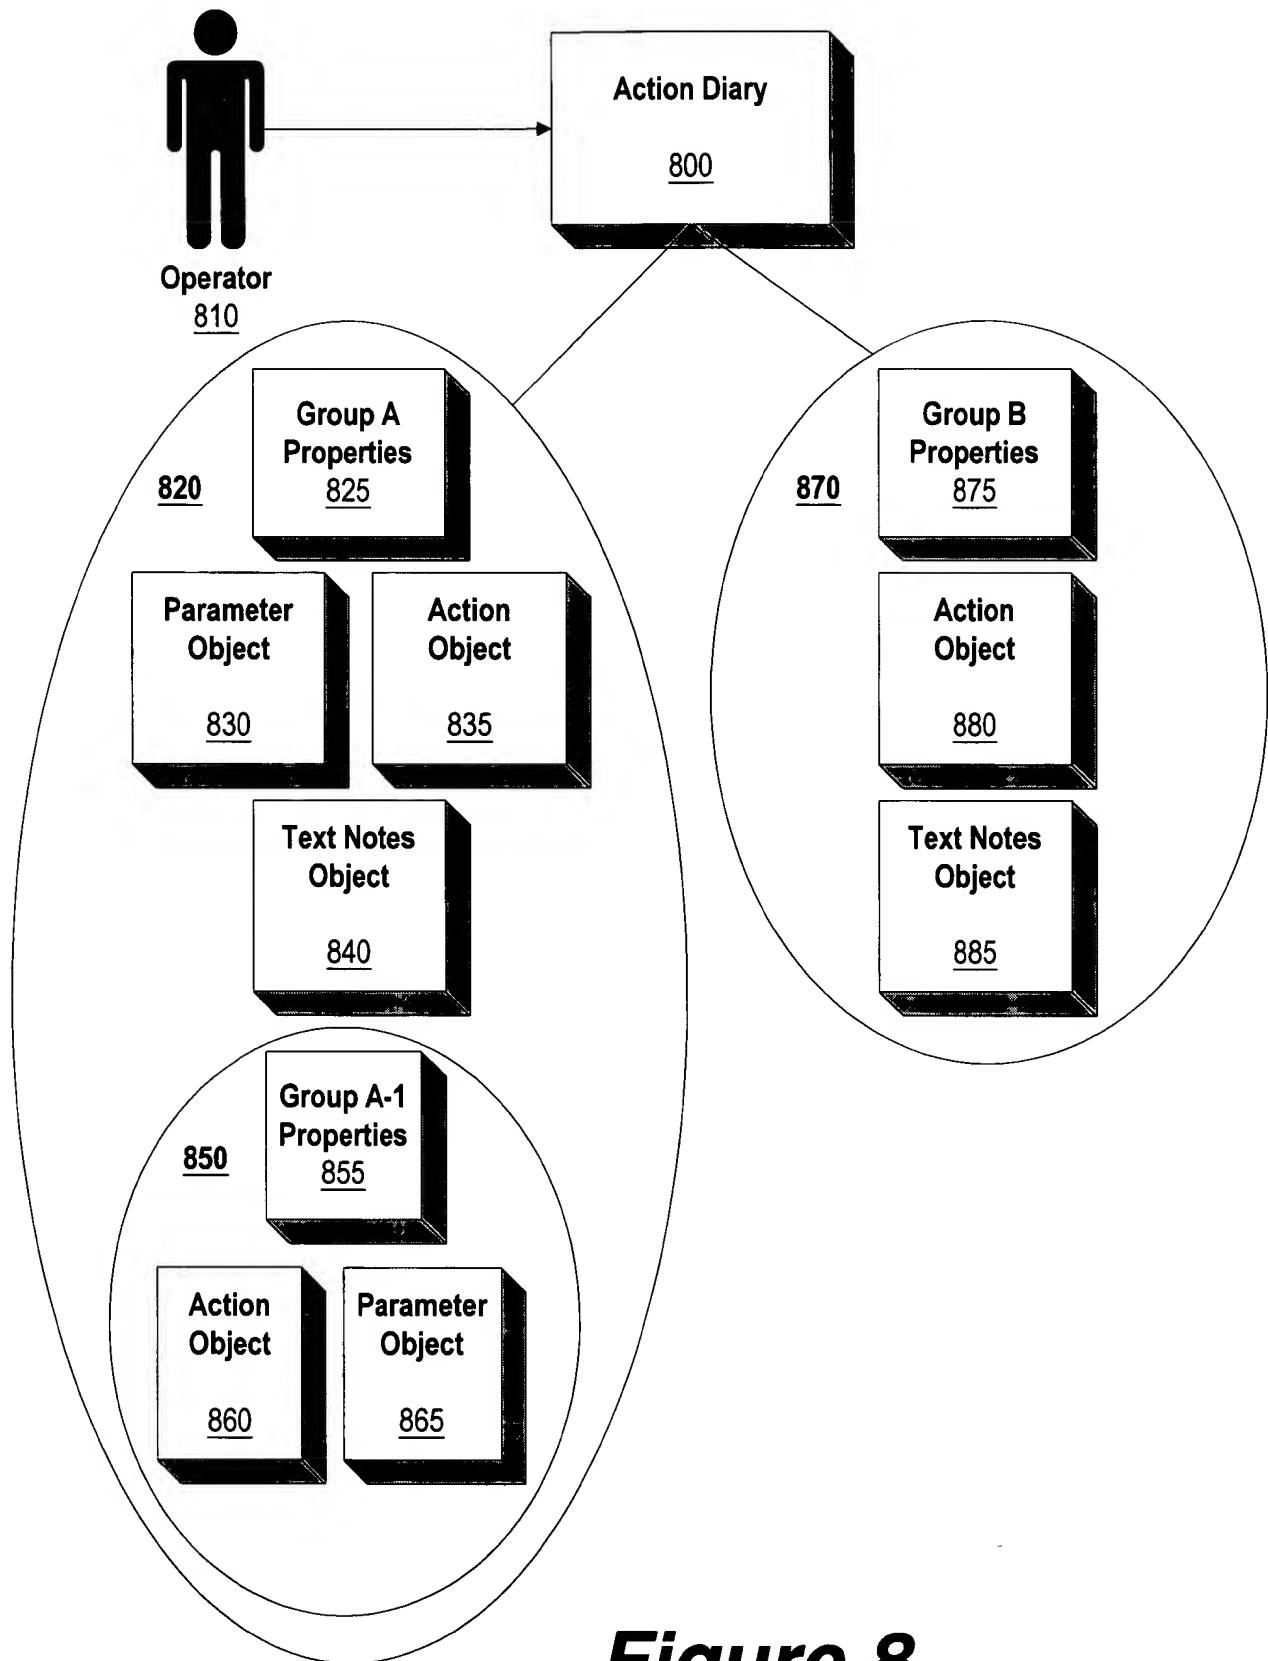 Action Diary
800
Operator
810
Group A
Properties
825
820
Parameter
Object
830
Action
Object
835
Text Notes
Object
840
Group A-1
Properties
855
850
Action
Object
860
Parameter
Object
865
Group B
Properties
875
870
Action
Object
880
Text Notes
Object
885
Figure 8